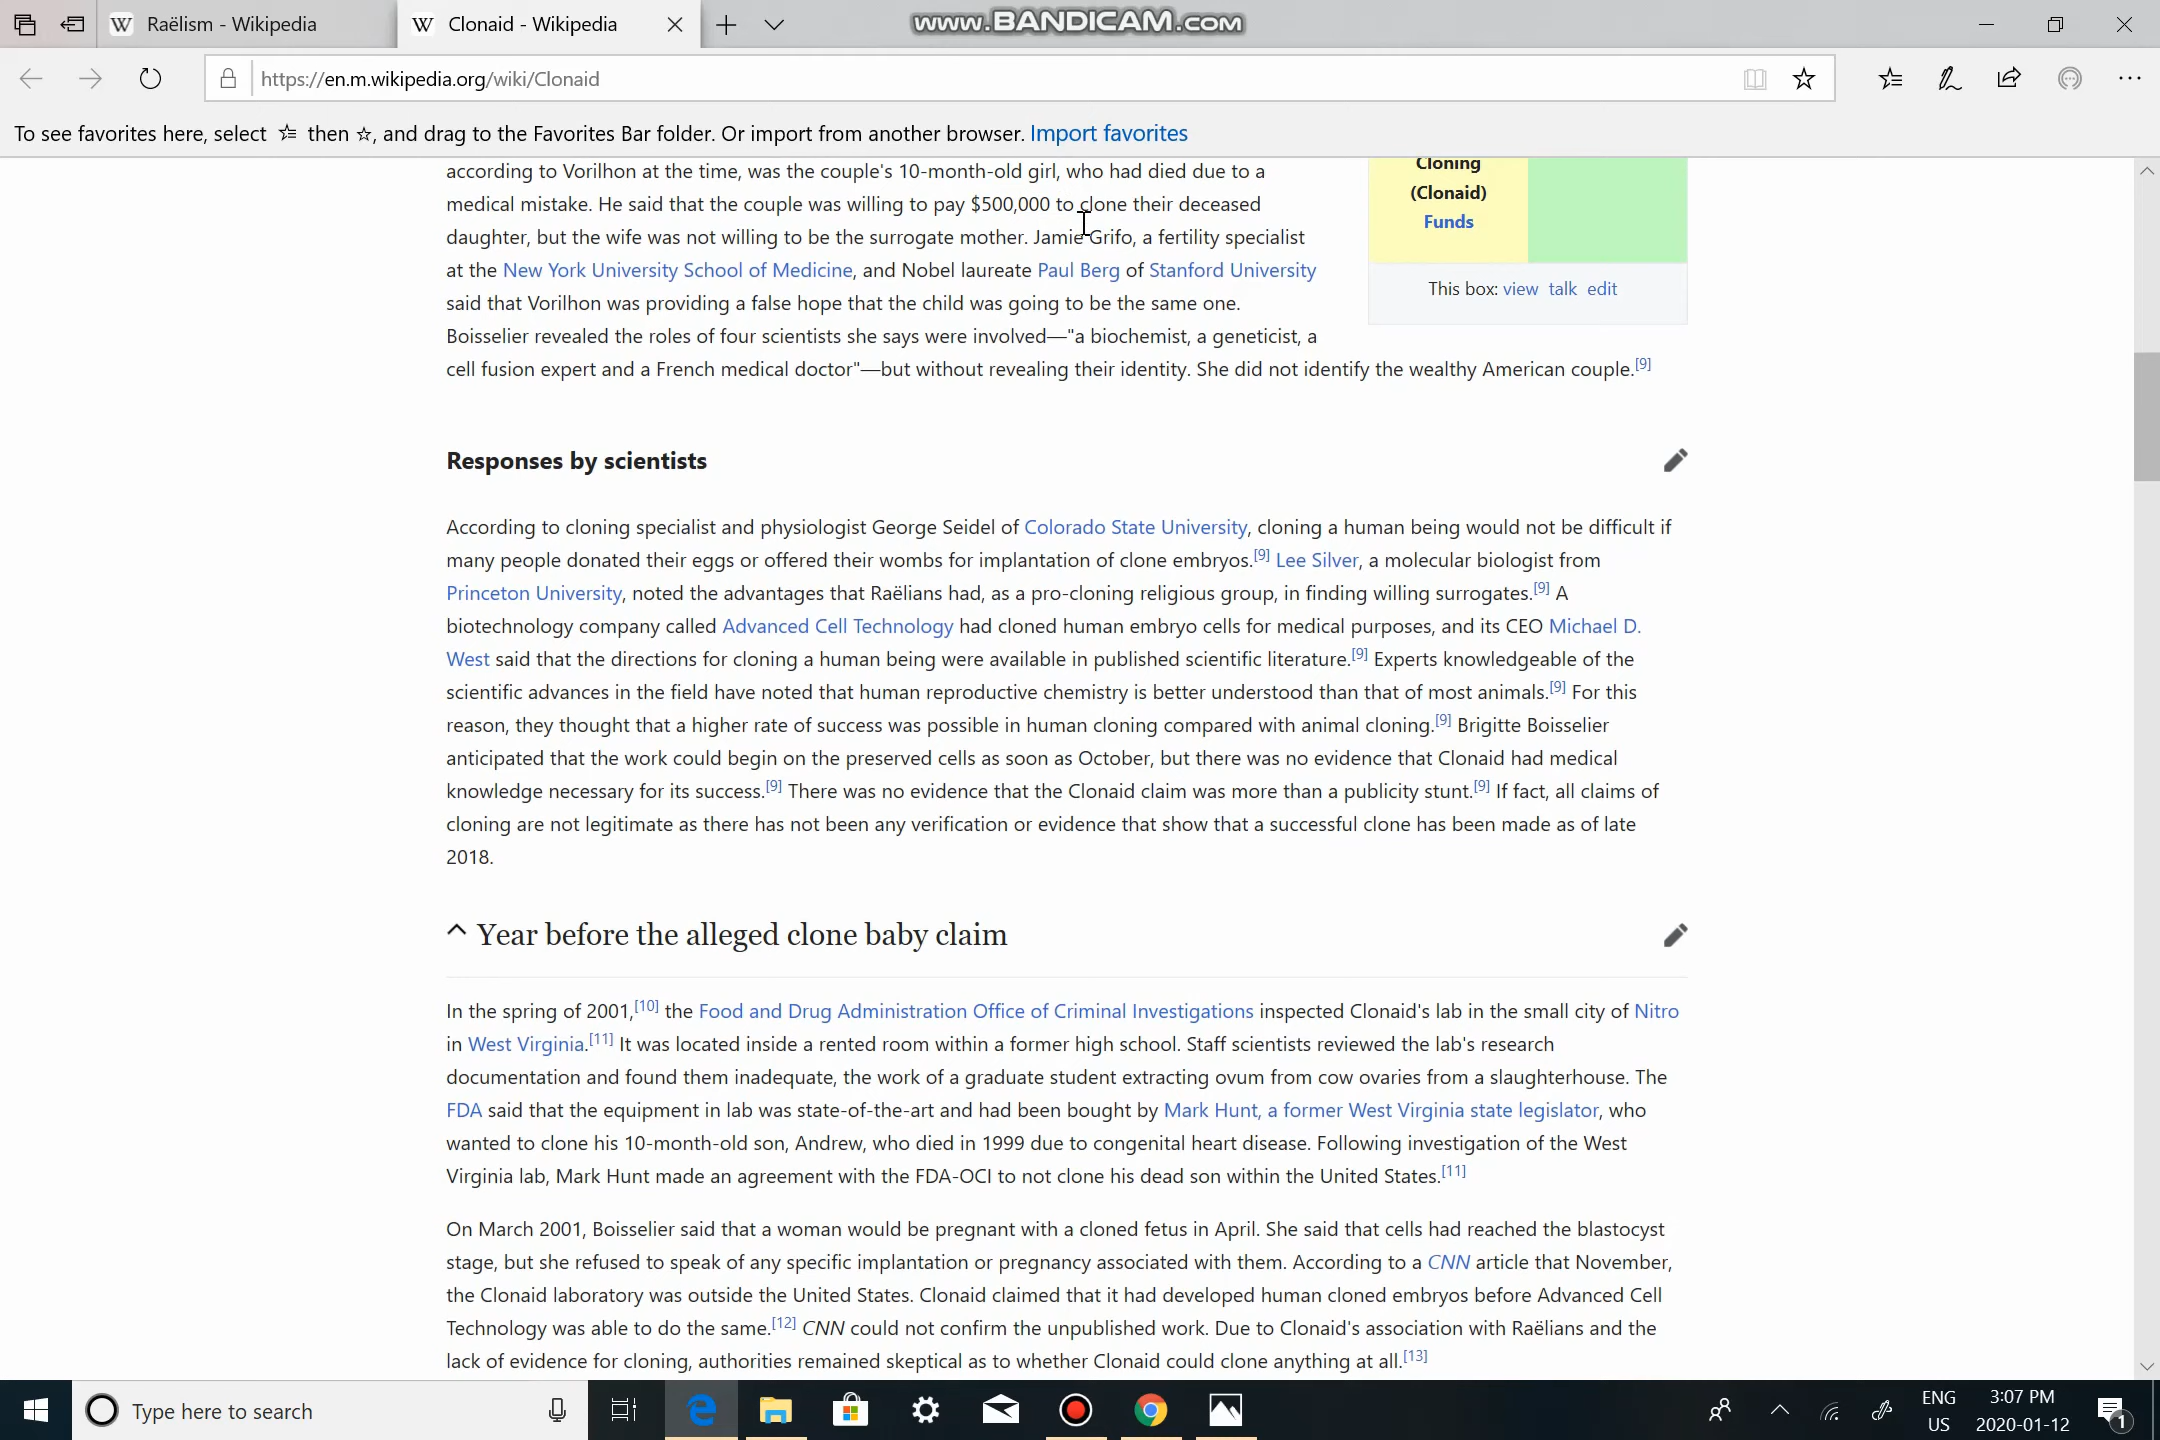 Raëlism - Wikipedia
Clonaid - Wikipedia
www.BANDICAM.com
https://en.m.wikipedia.org/wiki/Clonaid
To see favorites here, select then , and drag to the Favorites Bar folder. Or import from another browser. Import favorites
according to Vorilhon at the time, was the couple's 10-month-old girl, who had died due to a
medical mistake. He said that the couple was willing to pay $500,000 to clone their deceased
daughter, but the wife was not willing to be the surrogate mother. Jamie Grifo, a fertility specialist
at the New York University School of Medicine, and Nobel laureate Paul Berg of Stanford University
said that Vorilhon was providing a false hope that the child was going to be the same one.
Boisselier revealed the roles of four scientists she says were involved—"a biochemist, a geneticist, a
cell fusion expert and a French medical doctor"—but without revealing their identity. She did not identify the wealthy American couple.[9]
Cloning
(Clonaid)
Funds
This box: view talk edit
Responses by scientists
According to cloning specialist and physiologist George Seidel of Colorado State University, cloning a human being would not be difficult if
many people donated their eggs or offered their wombs for implantation of clone embryos.[9] Lee Silver, a molecular biologist from
Princeton University, noted the advantages that Raëlians had, as a pro-cloning religious group, in finding willing surrogates.[9] A
biotechnology company called Advanced Cell Technology had cloned human embryo cells for medical purposes, and its CEO Michael D.
West said that the directions for cloning a human being were available in published scientific literature.[9] Experts knowledgeable of the
scientific advances in the field have noted that human reproductive chemistry is better understood than that of most animals.[9] For this
reason, they thought that a higher rate of success was possible in human cloning compared with animal cloning.[9] Brigitte Boisselier
anticipated that the work could begin on the preserved cells as soon as October, but there was no evidence that Clonaid had medical
knowledge necessary for its success.[9] There was no evidence that the Clonaid claim was more than a publicity stunt.[9] If fact, all claims of
cloning are not legitimate as there has not been any verification or evidence that show that a successful clone has been made as of late
2018.
Year before the alleged clone baby claim
In the spring of 2001,[10] the Food and Drug Administration Office of Criminal Investigations inspected Clonaid's lab in the small city of Nitro
in West Virginia.[11] It was located inside a rented room within a former high school. Staff scientists reviewed the lab's research
documentation and found them inadequate, the work of a graduate student extracting ovum from cow ovaries from a slaughterhouse. The
FDA said that the equipment in lab was state-of-the-art and had been bought by Mark Hunt, a former West Virginia state legislator, who
wanted to clone his 10-month-old son, Andrew, who died in 1999 due to congenital heart disease. Following investigation of the West
Virginia lab, Mark Hunt made an agreement with the FDA-OCI to not clone his dead son within the United States.[11]
On March 2001, Boisselier said that a woman would be pregnant with a cloned fetus in April. She said that cells had reached the blastocyst
stage, but she refused to speak of any specific implantation or pregnancy associated with them. According to a CNN article that November,
the Clonaid laboratory was outside the United States. Clonaid claimed that it had developed human cloned embryos before Advanced Cell
Technology was able to do the same.[12] CNN could not confirm the unpublished work. Due to Clonaid's association with Raëlians and the
lack of evidence for cloning, authorities remained skeptical as to whether Clonaid could clone anything at all.[13]
Type here to search
ENG
US
3:07 PM
2020-01-12
1